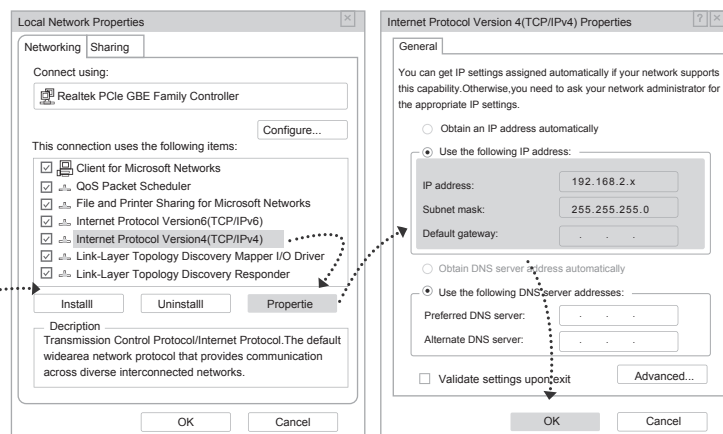 Local Network Properties
Networking Sharing
Connect using:
Realtek PCIe GBE Family Controller
Configure...
This connection uses the following items:
Client for Microsoft Networks
QoS Packet Scheduler
File and Printer Sharing for Microsoft Networks
Internet Protocol Version6(TCP/IPv6)
Internet Protocol Version4(TCP/IPv4)
Link-Layer Topology Discovery Mapper I/O Driver
Link-Layer Topology Discovery Responder
Installl Uninstalll Propertie
Decription
Transmission Control Protocol/Internet Protocol.The default
widearea network protocol that provides communication
across diverse interconnected networks.
OK Cancel
Internet Protocol Version 4(TCP/IPv4) Properties
General
You can get IP settings assigned automatically if your network supports
this capability.Otherwise,you need to ask your network administrator for
the appropriate IP settings.
Obtain an IP address automatically
Use the following IP address:
IP address: 192.168.2.x
Subnet mask: 255.255.255.0
Default gateway: . . .
Obtain DNS server address automatically
Use the following DNS server addresses:
Preferred DNS server: . . .
Alternate DNS server: . . .
Validate settings upon exit Advanced...
OK Cancel